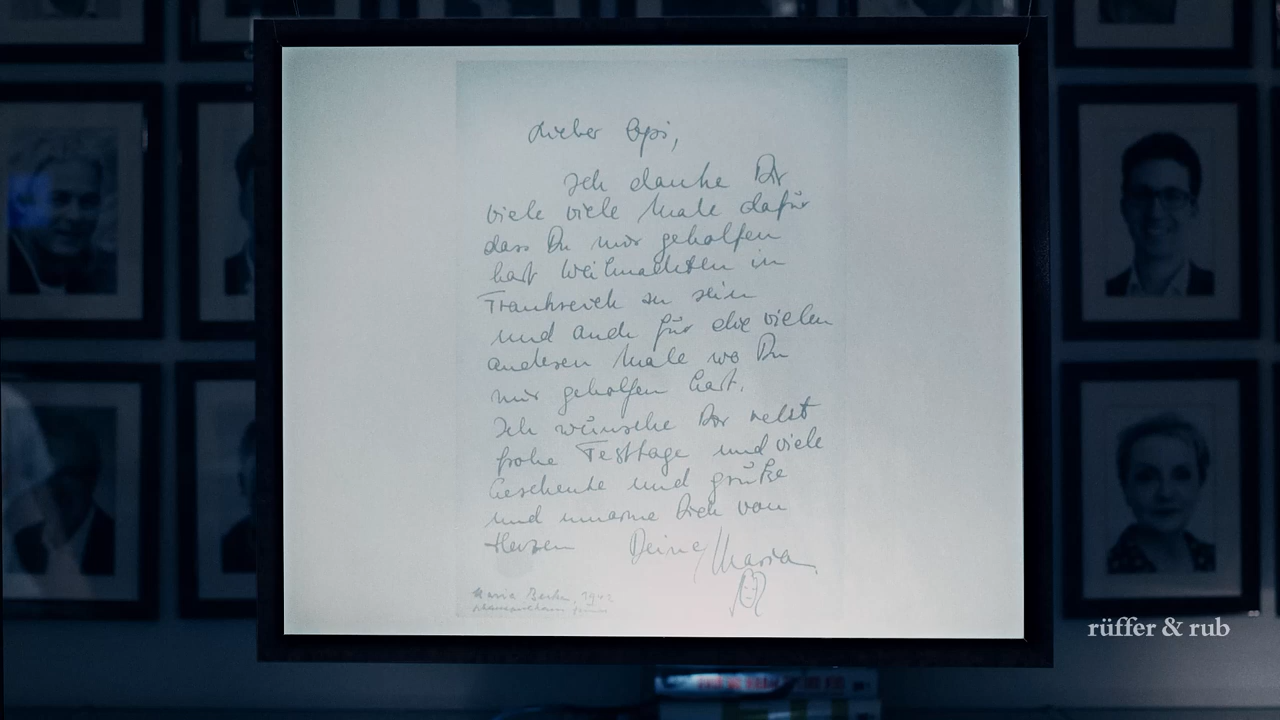 Lieber Opi,
Ich danke Dir
viele viele Male dafür
dass Du mir geholfen
hast Weihnachten in
Frankreich zu sein
und auch für die vielen
anderen Male wo Du
mir geholfen hast.
Ich wünsche Dir recht
frohe Festtage und viele
Geschenke und grüße
und umarme Dich von
Herzen Deine Maria
Maria 1942
rüffer & rub